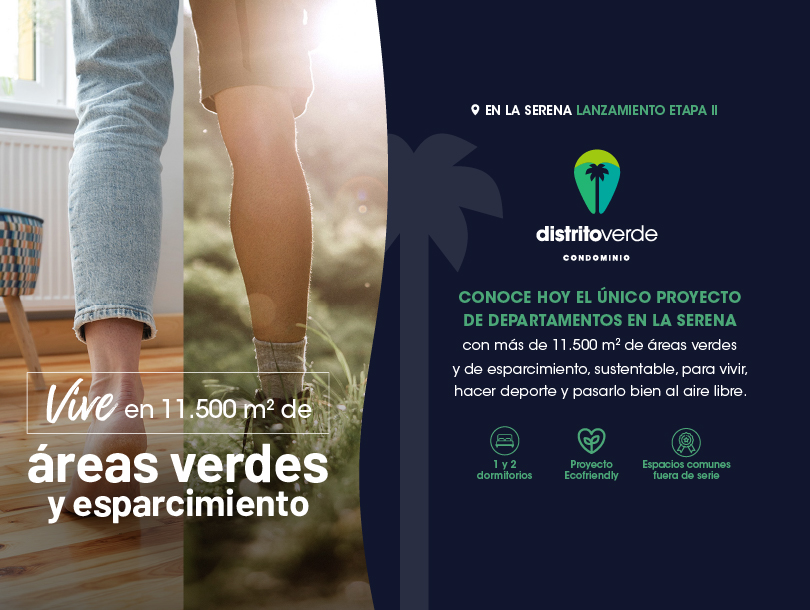 Vive en 11.500 m² de
áreas verdes
y esparcimiento
EN LA SERENA LANZAMIENTO ETAPA II
distritoverde
CONDOMINIO
CONOCE HOY EL ÚNICO PROYECTO
DE DEPARTAMENTOS EN LA SERENA
con más de 11.500 m² de áreas verdes
y de esparcimiento, sustentable, para vivir,
hacer deporte y pasarlo bien al aire libre.
1 y 2
dormitorios
Proyecto
Ecofriendly
Espacios comunes
fuera de serie